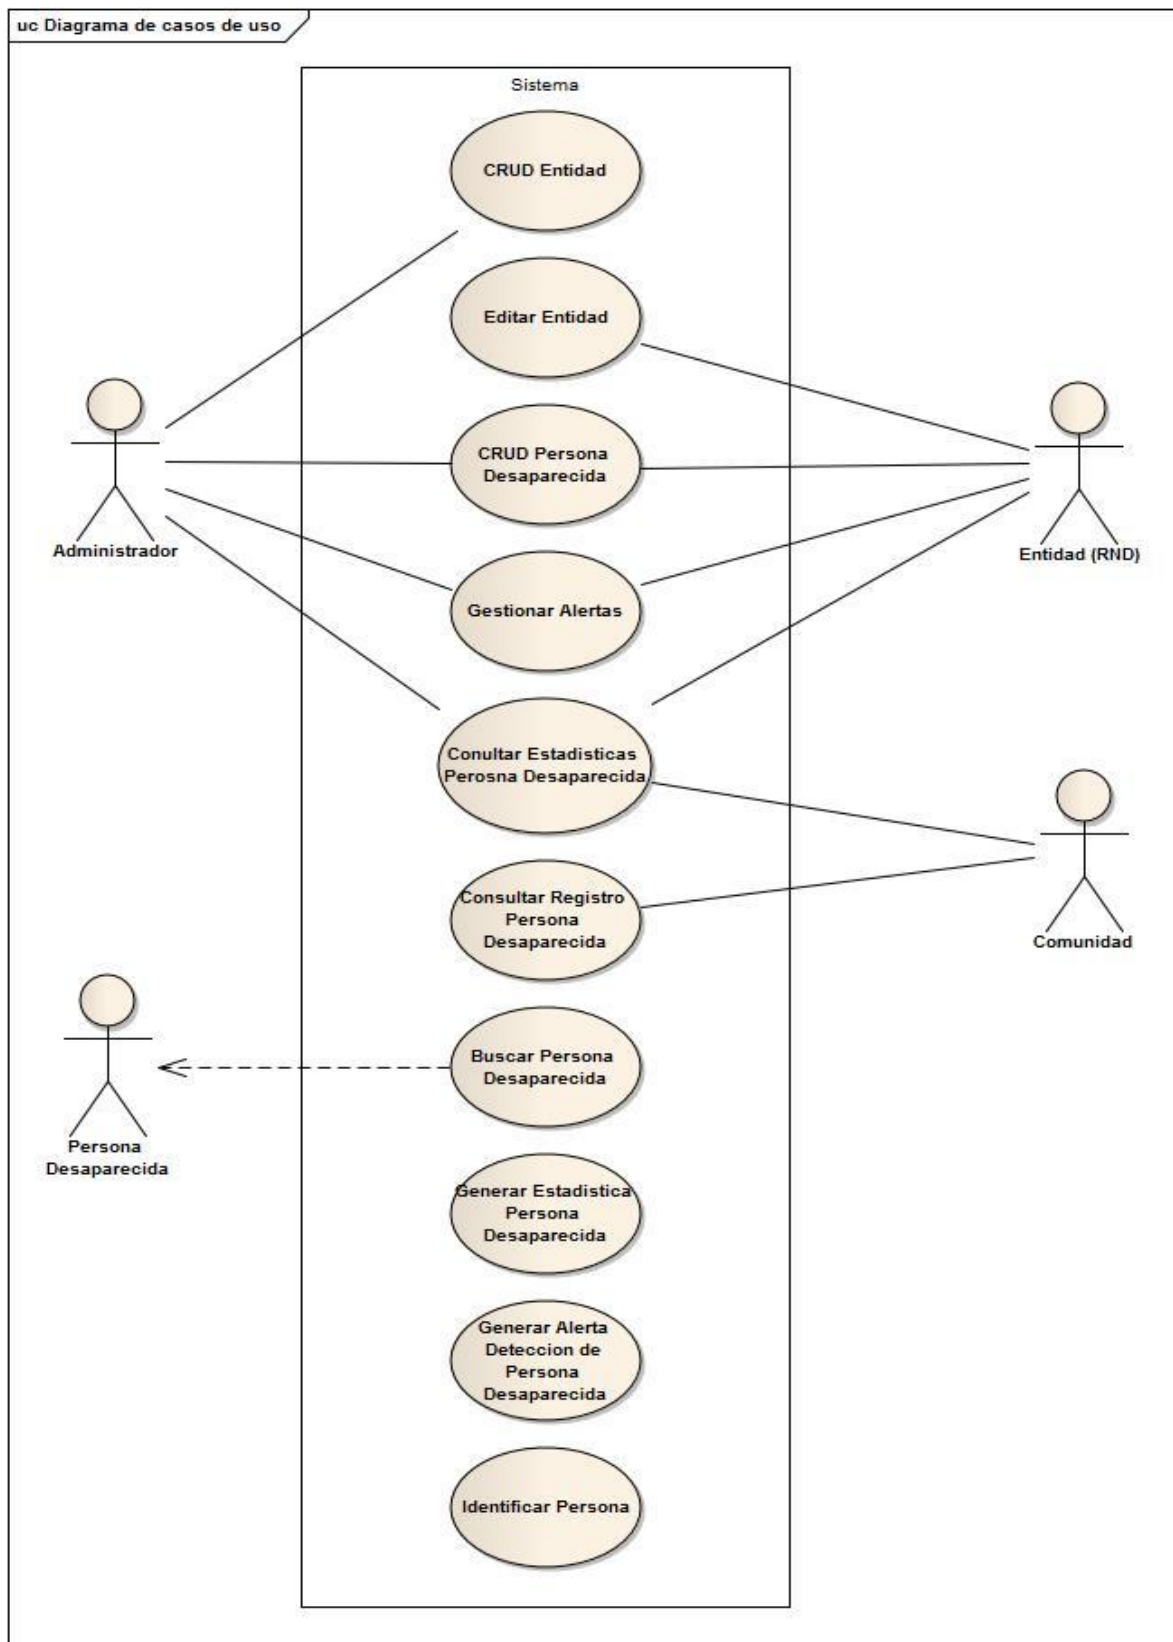 uc Diagrama de casos de uso
Sistema
CRUD Entidad
Editar Entidad
CRUD Persona
Desaparecida
Administrador
Entidad (RND)
Gestionar Alertas
Conultar Estadisticas
Perosna Desaparecida
Consultar Registro
Persona
Desaparecida
Comunidad
Buscar Persona
Desaparecida
Persona
Desaparecida
Generar Estadistica
Persona
Desaparecida
Generar Alerta
Deteccion de
Persona
Desaparecida
Identificar Persona